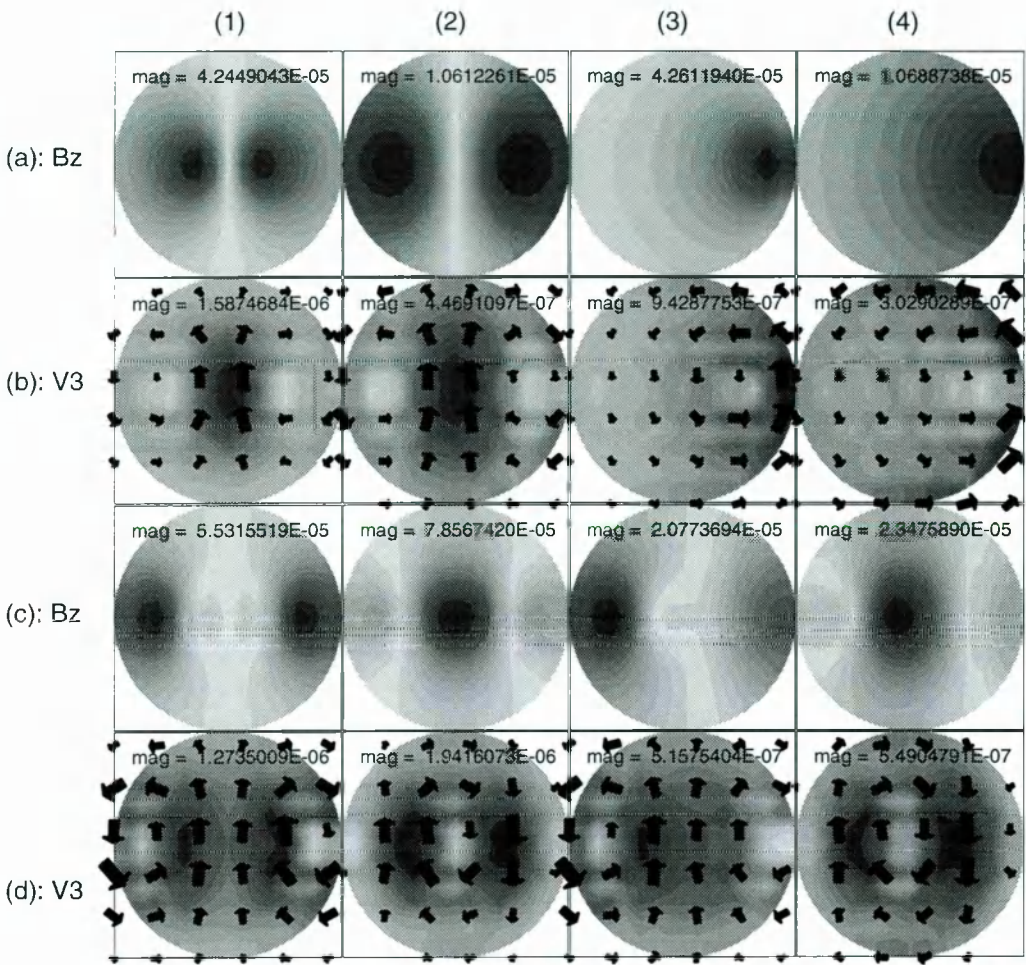 (1) (2) (3) (4)
(a): Bz
mag = 4.2449043E-05 mag = 1.0612261E-05 mag = 4.2611940E-05 mag = 1.0688738E-05
(b): V3
mag = 1.5874684E-06 mag = 4.4691097E-07 mag = 9.4287753E-07 mag = 3.0290289E-07
(c): Bz
mag = 5.5315519E-05 mag = 7.8567420E-05 mag = 2.0773694E-05 mag = 2.3475890E-05
(d): V3
mag = 1.2735009E-06 mag = 1.9416073E-06 mag = 5.1575404E-07 mag = 5.4904791E-07